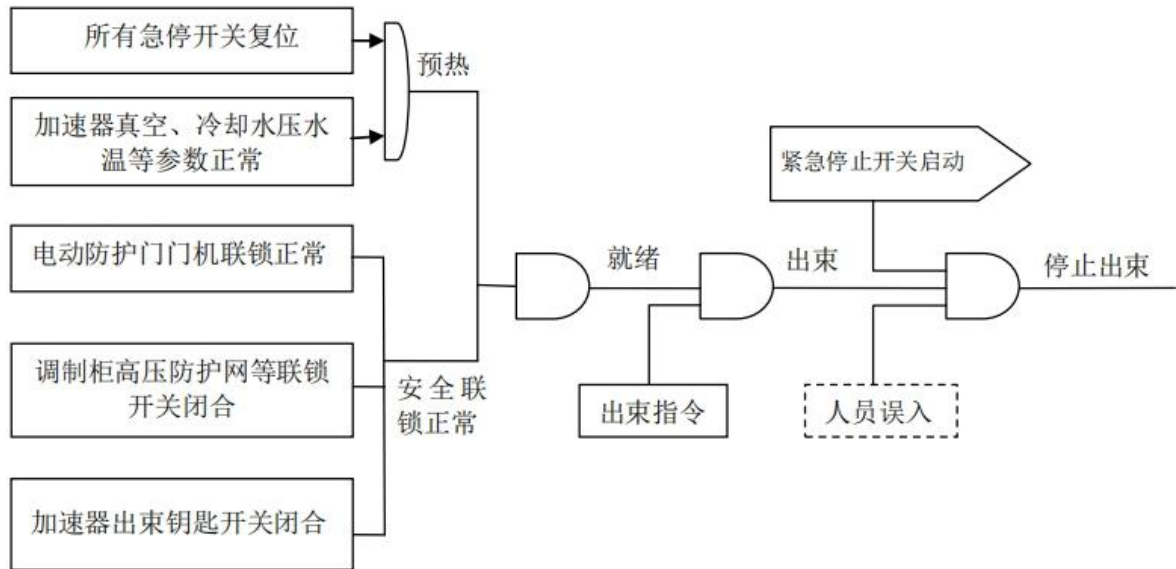 所有急停开关复位
预热
加速器真空、冷却水压水
温等参数正常
紧急停止开关启动
电动防护门门机联锁正常
就绪
出束
停止出束
调制柜高压防护网等联锁
开关闭合
安全联
锁正常
出束指令
人员误入
加速器出束钥匙开关闭合